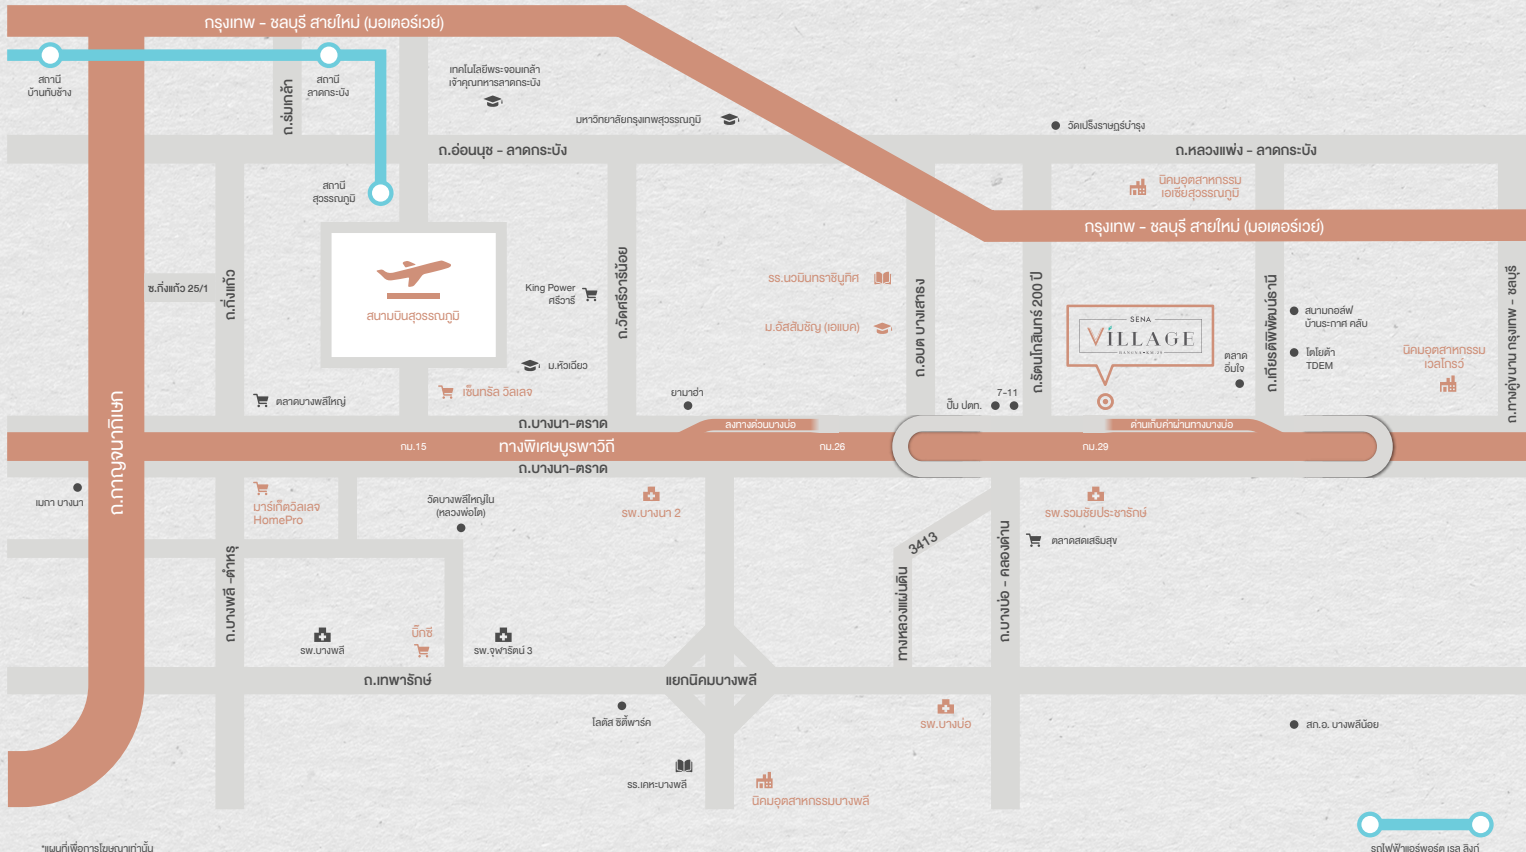 กรุงเทพ - ชลบุรี สายใหม่ (มอเตอร์เวย์)
สถานี
บ้านทับช้าง
สถานี
ลาดกระบัง
ถ.ร่มเกล้า
เทคโนโลยีพระจอมเกล้า
เจ้าคุณทหารลาดกระบัง
มหาวิทยาลัยกรุงเทพสุวรรณภูมิ
วัดเปร็งราษฎร์บำรุง
ถ.อ่อนนุช - ลาดกระบัง
ถ.หลวงแพ่ง - ลาดกระบัง
สถานี
สุวรรณภูมิ
นิคมอุตสาหกรรม
เอเชียสุวรรณภูมิ
กรุงเทพ - ชลบุรี สายใหม่ (มอเตอร์เวย์)
ซ.กิ่งแก้ว 25/1
ถ.กิ่งแก้ว
สนามบินสุวรรณภูมิ
King Power
ศรีวารี
ถ.วัดศรีวารีน้อย
รร.นวมินทราชินูทิศ
ม.อัสสัมชัญ (เอแบค)
ถ.อบต บางเสาธง
ถ.รัตนโกสินทร์ 200 ปี
SENA
VILLAGE
BANGNA-KM.29
ตลาด
อิ่มใจ
ถ.เกียรติพิพัฒน์ธานี
สนามกอล์ฟ
บ้านระกาศ คลับ
โตโยต้า
TDEM
นิคมอุตสาหกรรม
เวลโกรว์
ถ.ทางคู่ขนาน กรุงเทพ - ชลบุรี
ม.หัวเฉียว
ตลาดบางพลีใหญ่
เซ็นทรัล วิลเลจ
ยามาฮ่า
7-11
ปั๊ม ปตท.
ถ.บางนา-ตราด
ลงทางด่วนบางบ่อ
ด่านเก็บค่าผ่านทางบางบ่อ
กม.15
ทางพิเศษบูรพาวิถี
กม.26
กม.29
ถ.บางนา-ตราด
ถ.กาญจนาภิเษก
เมกา บางนา
มาร์เก็ตวิลเลจ
HomePro
วัดบางพลีใหญ่ใน
(หลวงพ่อโต)
รพ.บางนา 2
รพ.รวมชัยประชารักษ์
ตลาดสดเสริมสุข
3413
ทางหลวงแผ่นดิน
ถ.บางบ่อ - คลองด่าน
ถ.บางพลี -ตำหรุ
รพ.บางพลี
บิ๊กซี
รพ.จุฬารัตน์ 3
ถ.เทพารักษ์
แยกนิคมบางพลี
โลตัส ซิตี้พาร์ค
รพ.บางบ่อ
สภ.อ. บางพลีน้อย
รร.เคหะบางพลี
นิคมอุตสาหกรรมบางพลี
*แผนที่เพื่อการโฆษณาเท่านั้น
รถไฟฟ้าแอร์พอร์ต เรล ลิงก์